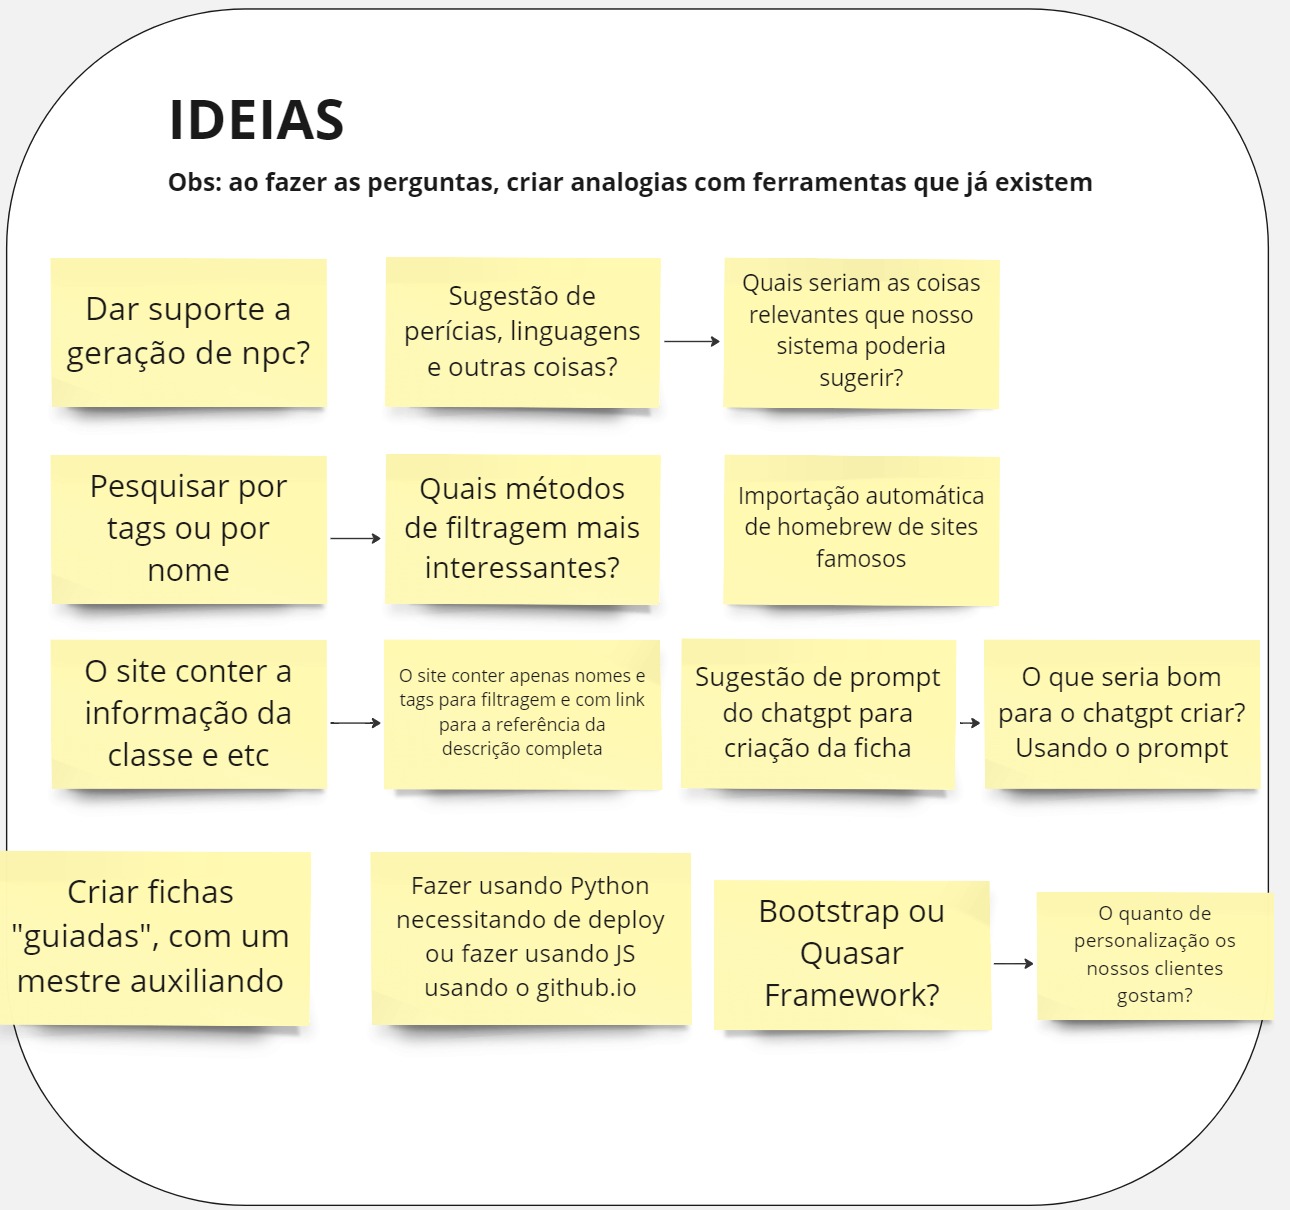 IDEIAS
Obs: ao fazer as perguntas, criar analogias com ferramentas que já existem
Dar suporte a
geração de npc?
Sugestão de
perícias, linguagens
e outras coisas?
Quais seriam as coisas
relevantes que nosso
sistema poderia
sugerir?
Pesquisar por
tags ou por
nome
Quais métodos
de filtragem mais
interessantes?
Importação automática
de homebrew de sites
famosos
O site conter a
informação da
classe e etc
O site conter apenas nomes e
tags para filtragem e com link
para a referência da
descrição completa
Sugestão de prompt
do chatgpt para
criação da ficha
O que seria bom
para o chatgpt criar?
Usando o prompt
Criar fichas
"guiadas", com um
mestre auxiliando
Fazer usando Python
necessitando de deploy
ou fazer usando JS
usando o github.io
Bootstrap ou
Quasar
Framework?
O quanto de
personalização os
nossos clientes
gostam?